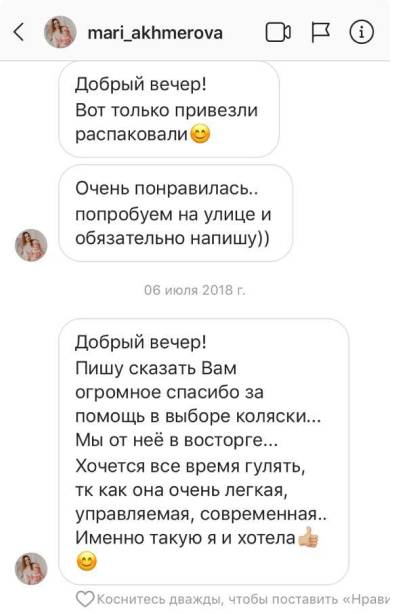 mari_akhmerova
Добрый вечер!
Вот только привезли
распаковали😊
Очень понравилась..
попробуем на улице и
обязательно напишу))
06 июля 2018 г.
Добрый вечер!
Пишу сказать Вам
огромное спасибо за
помощь в выборе коляски...
Мы от неё в восторге...
Хочется все время гулять,
тк как она очень легкая,
управляемая, современная..
Именно такую я и хотела👍🏼
😊
Коснитесь дважды, чтобы поставить «Нрави